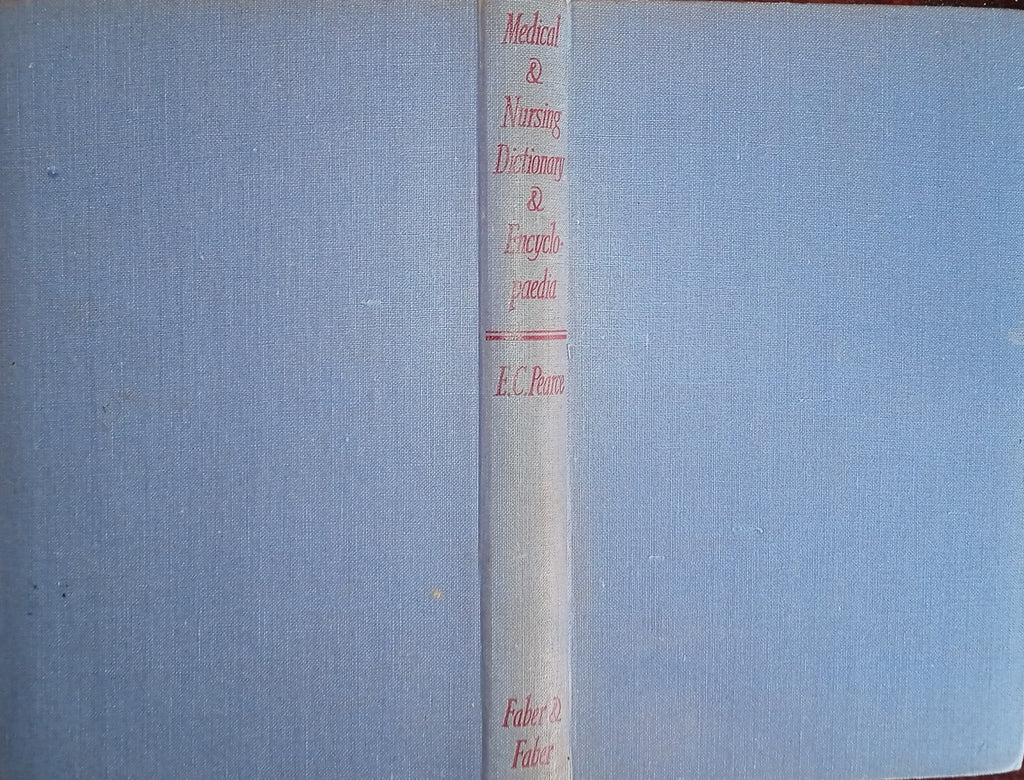 Medical
&
Nursing
Dictionary
&
Encyclo-
paedia
E.C.Pearce
Faber &
Faber